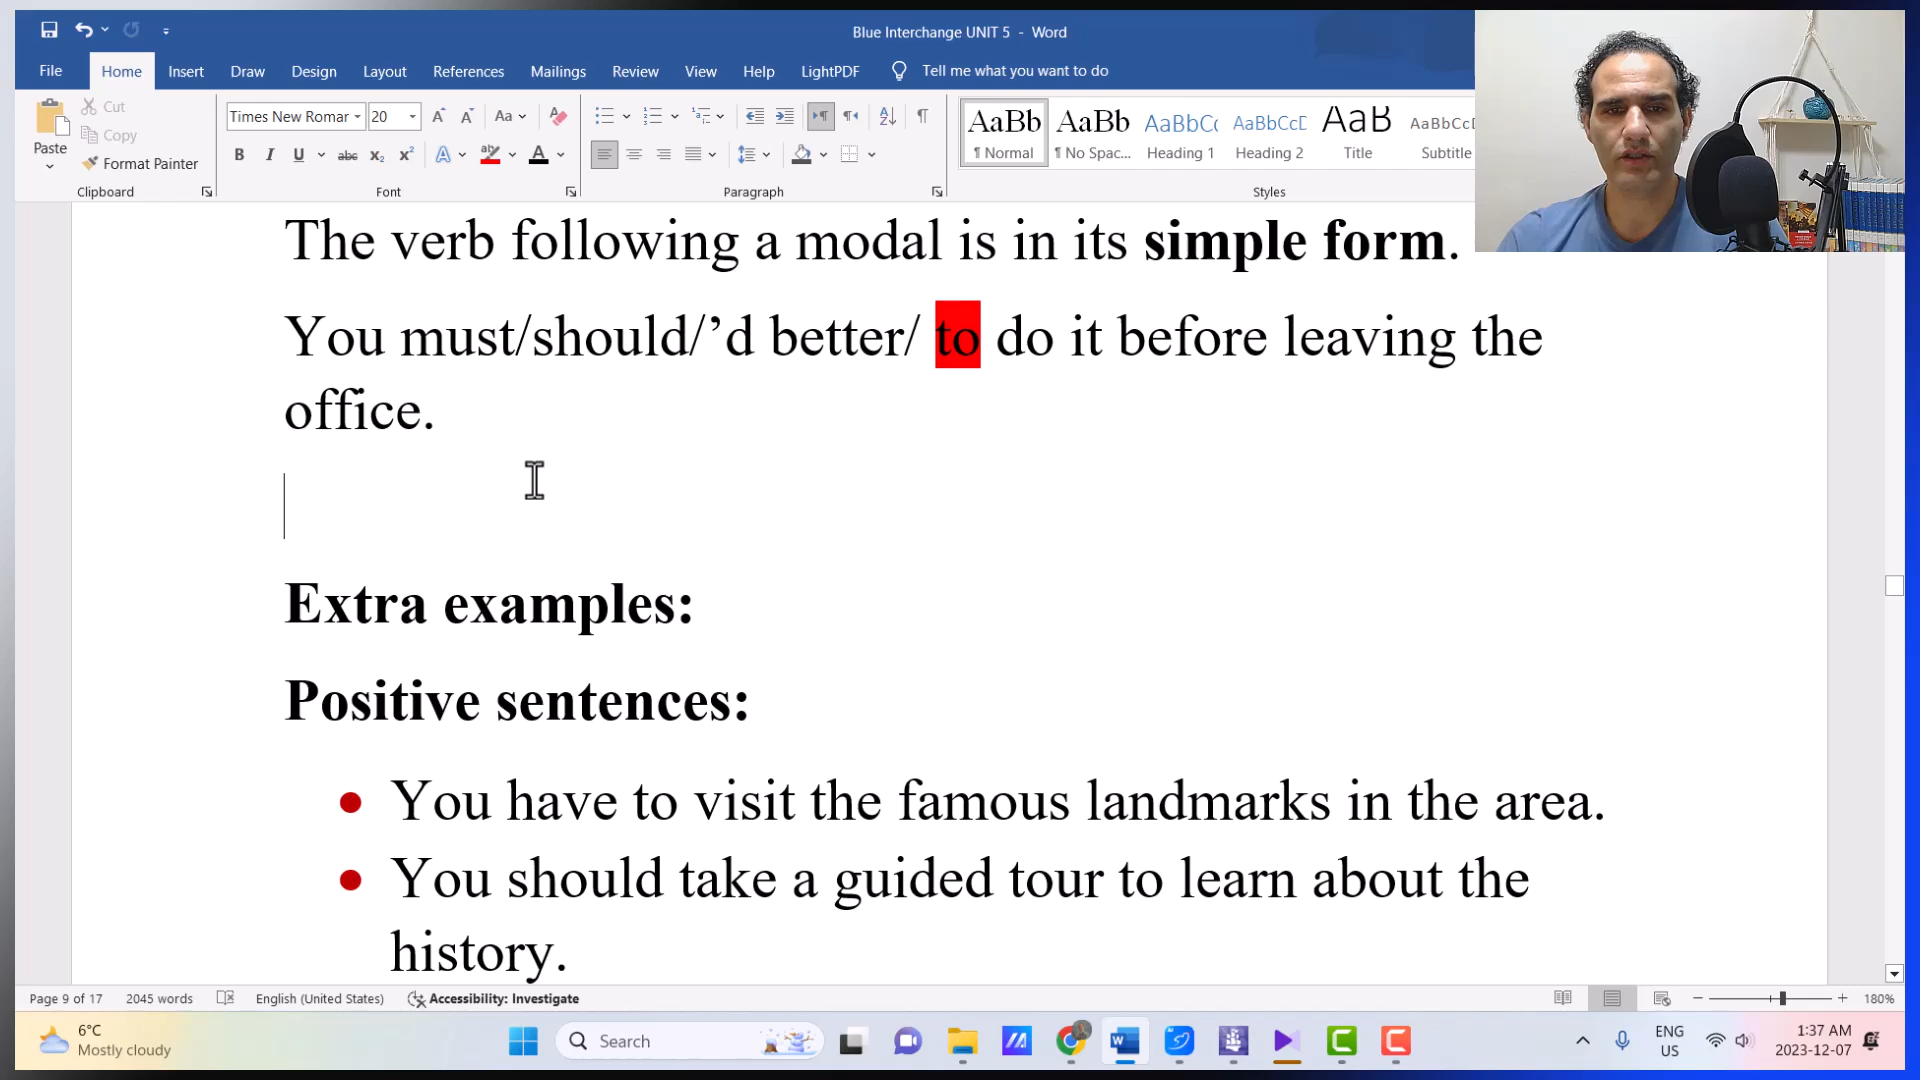 Blue Interchange UNIT 5 - Word
File Home Insert Draw Design Layout References Mailings Review View Help LightPDF Tell me what you want to do
Paste
Cut
Copy
Format Painter
Clipboard
Times New Romar 20
Font
Paragraph
AaBb AaBb AaBbC AaBbCcD AaB AaBbCcD
¶ Normal ¶ No Spac... Heading 1 Heading 2 Title Subtitle
Styles
The verb following a modal is in its simple form.
You must/should/’d better/ to do it before leaving the
office.
Extra examples:
Positive sentences:
• You have to visit the famous landmarks in the area.
• You should take a guided tour to learn about the
history.
Page 9 of 17 2045 words English (United States) Accessibility: Investigate 180%
6°C
Mostly cloudy
Search
ENG
US
1:37 AM
2023-12-07